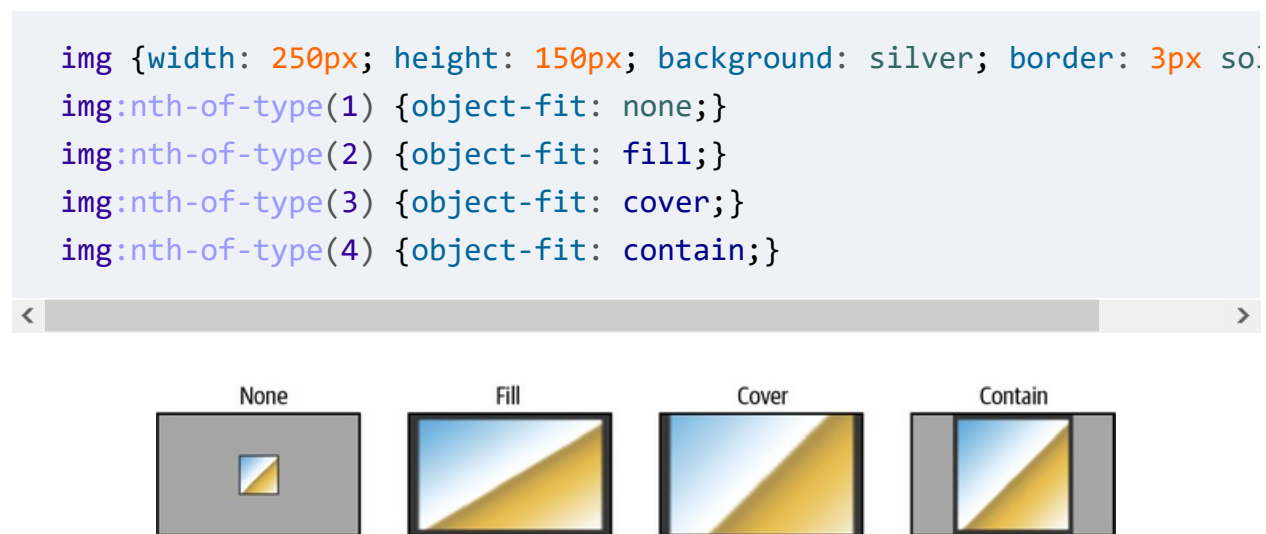 img {width: 250px; height: 150px; background: silver; border: 3px sol
img:nth-of-type(1) {object-fit: none;}
img:nth-of-type(2) {object-fit: fill;}
img:nth-of-type(3) {object-fit: cover;}
img:nth-of-type(4) {object-fit: contain;}
None Fill Cover Contain